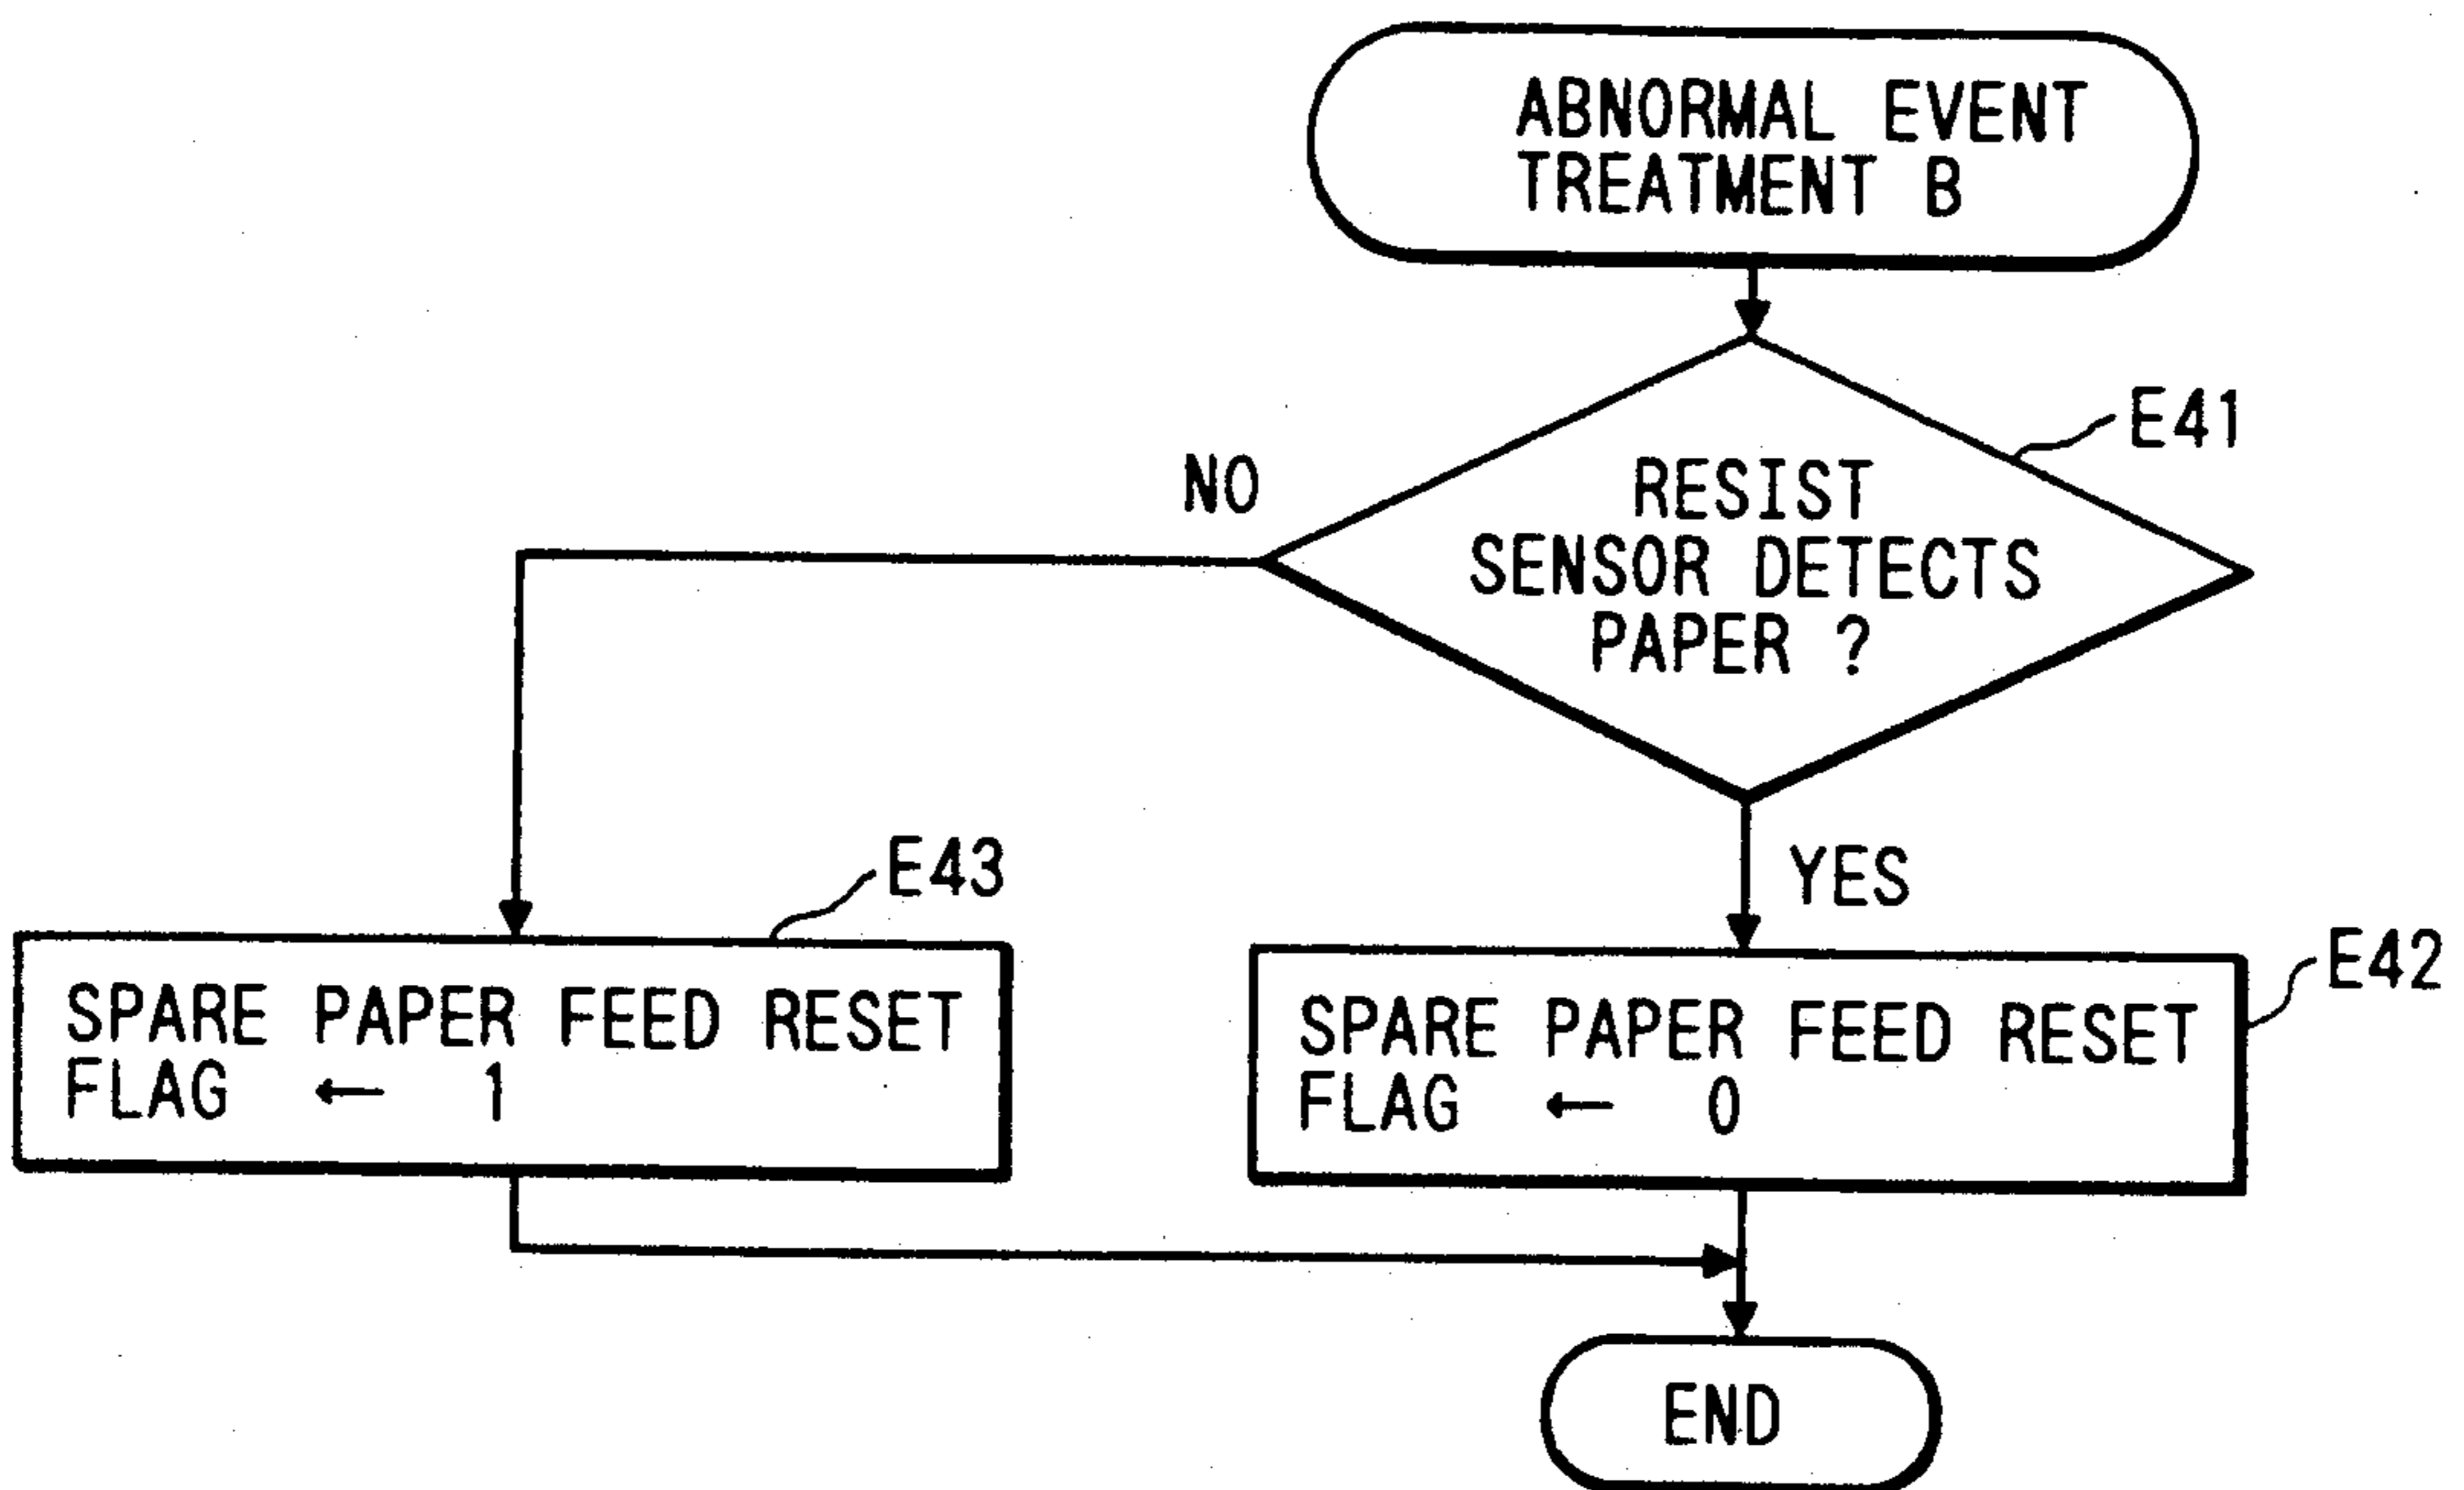 ABNORMAL EVENT
TREATMENT B
E41
NO
RESIST
SENSOR DETECTS
PAPER ?
YES
E43
E42
SPARE PAPER FEED RESET
FLAG ← 1
SPARE PAPER FEED RESET
FLAG ← 0
END